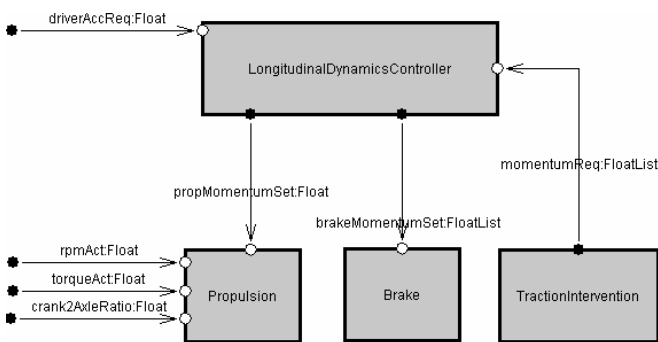 driverAccReq:Float
LongitudinalDynamicsController
momentumReq:FloatList
propMomentumSet:Float
brakeMomentumSet:FloatList
rpmAct:Float
torqueAct:Float
crank2AxleRatio:Float
Propulsion
Brake
TractionIntervention